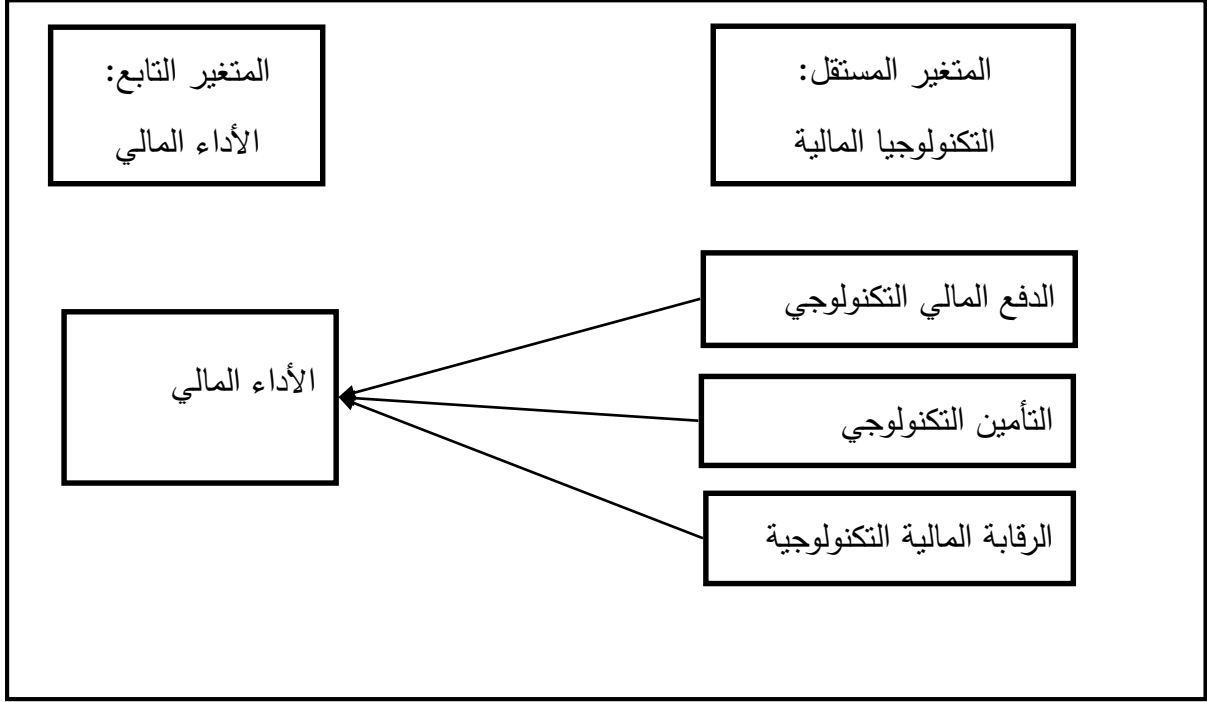 المتغير المستقل:
التكنولوجيا المالية
المتغير التابع:
الأداء المالي
الدفع المالي التكنولوجي
التأمين التكنولوجي
الرقابة المالية التكنولوجية
الأداء المالي